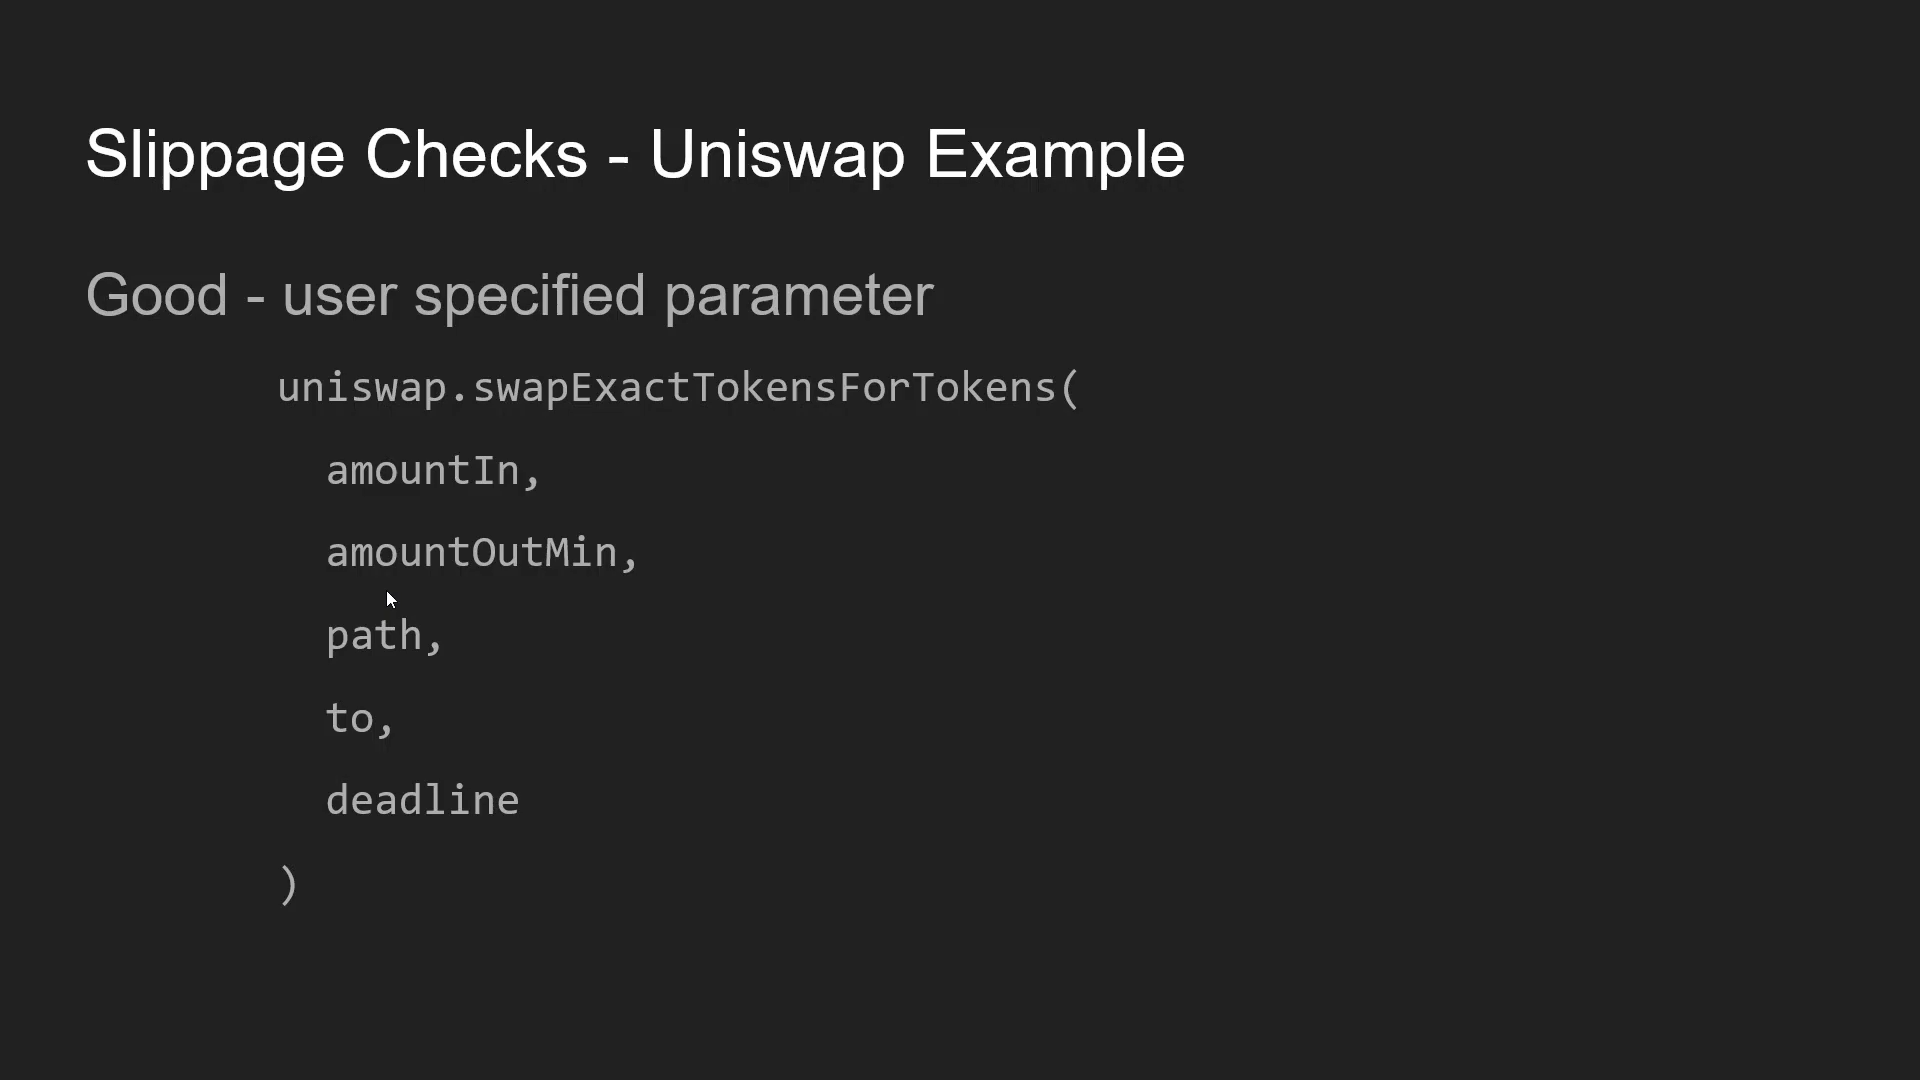 Slippage Checks - Uniswap Example
Good - user specified parameter
uniswap.swapExactTokensForTokens(
amountIn,
amountOutMin,
path,
to,
deadline
)